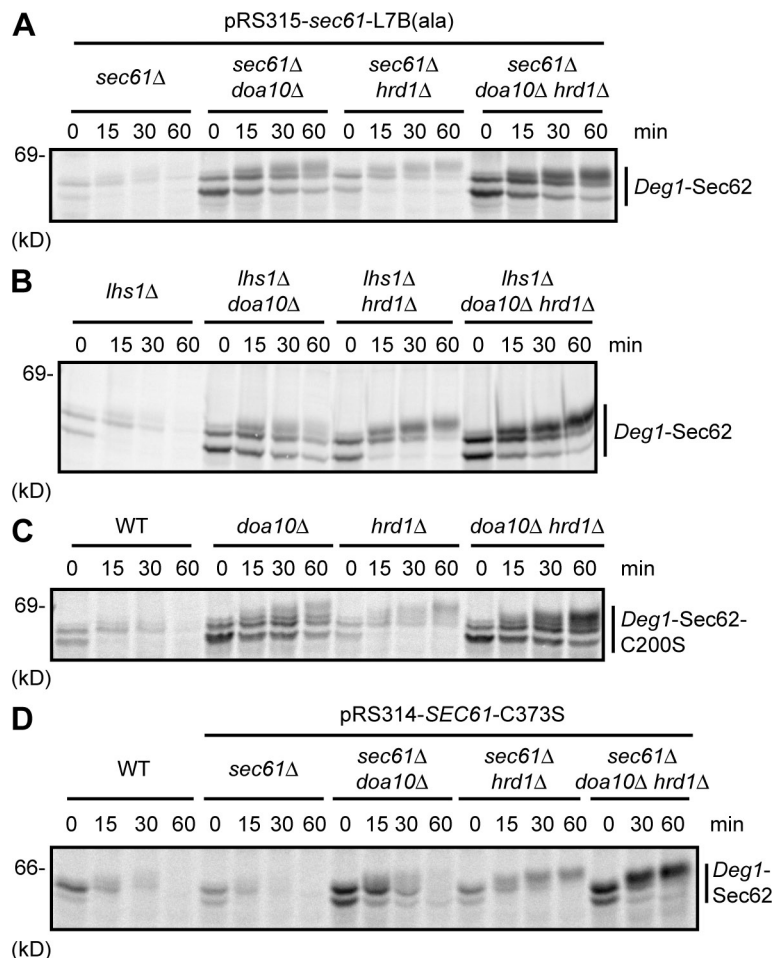 A
pRS315-sec61-L7B(ala)
sec61Δ
sec61Δ doa10Δ
sec61Δ hrd1Δ
sec61Δ doa10Δ hrd1Δ
0 15 30 60 0 15 30 60 0 15 30 60 0 15 30 60 min
69-
Deg1-Sec62
(kD)
B
lhs1Δ
lhs1Δ doa10Δ
lhs1Δ hrd1Δ
lhs1Δ doa10Δ hrd1Δ
0 15 30 60 0 15 30 60 0 15 30 60 0 15 30 60 min
69-
Deg1-Sec62
(kD)
C
WT doa10Δ hrd1Δ doa10Δ hrd1Δ
0 15 30 60 0 15 30 60 0 15 30 60 0 15 30 60 min
69-
Deg1-Sec62-
C200S
(kD)
D
pRS314-SEC61-C373S
WT
sec61Δ
sec61Δ doa10Δ
sec61Δ hrd1Δ
sec61Δ doa10Δ hrd1Δ
0 15 30 60 0 15 30 60 0 15 30 60 0 15 30 60 0 30 60 min
66-
Deg1-
Sec62
(kD)